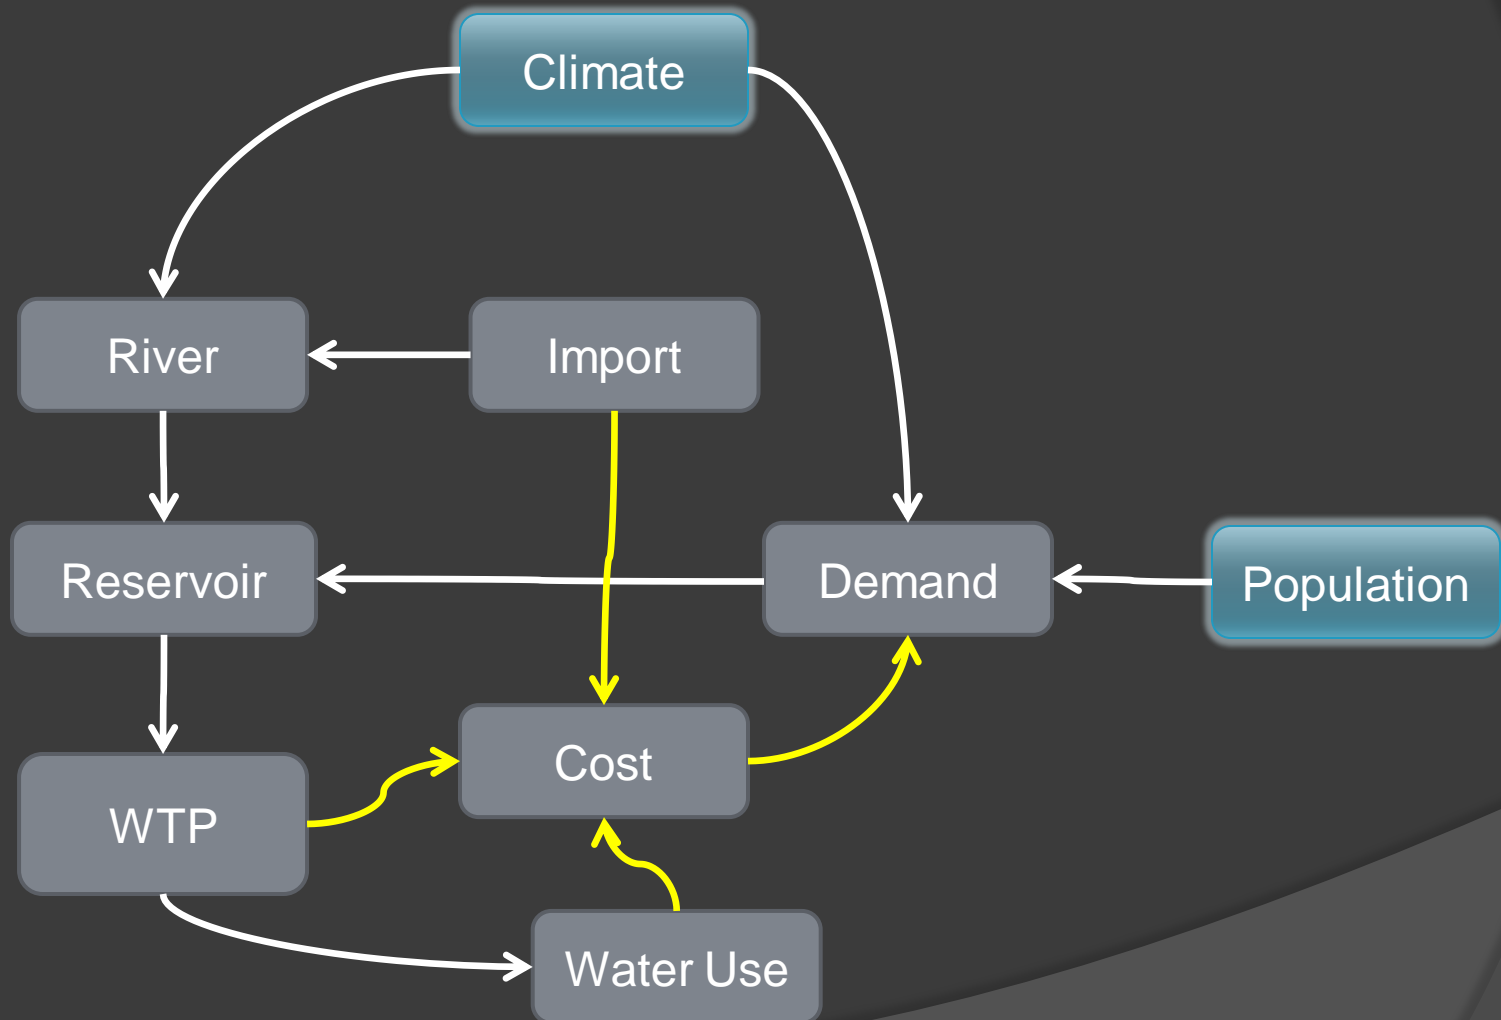 Climate
River
Import
Reservoir
Demand
Population
Cost
WTP
Water Use